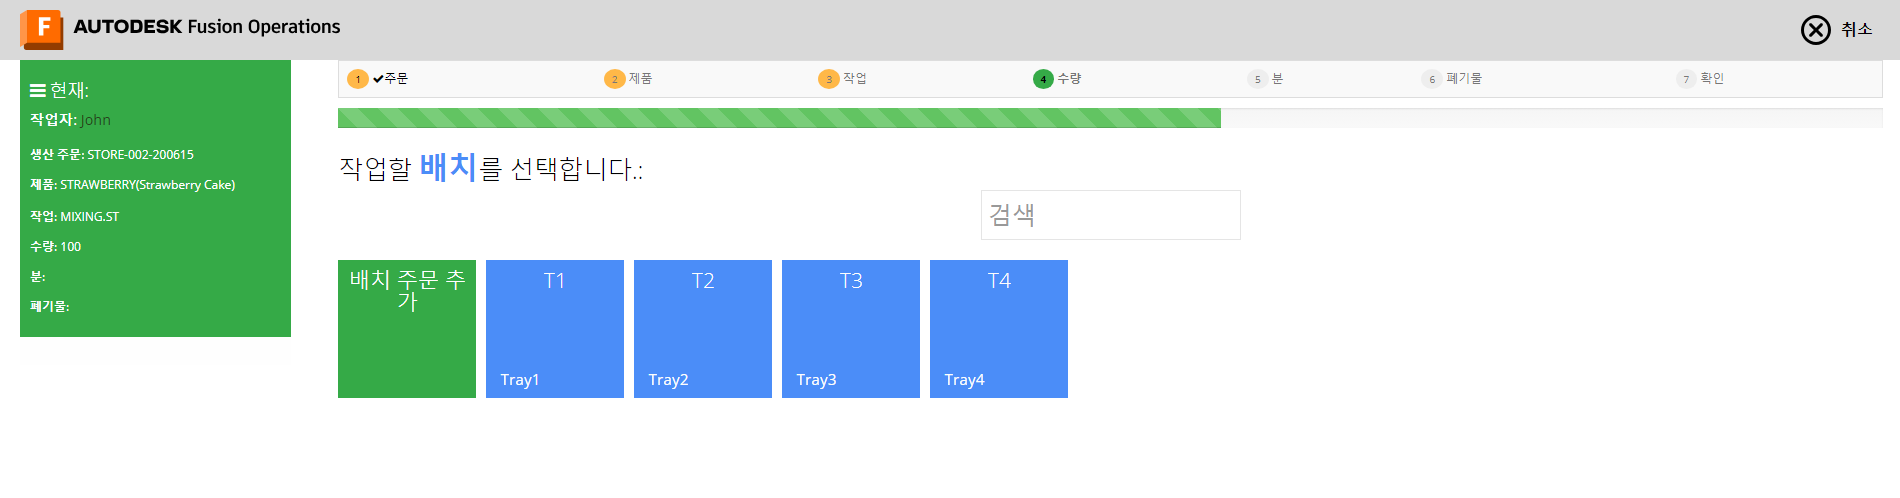 F AUTODESK Fusion Operations
취소
현재:
작업자: John
생산 주문: STORE-002-200615
제품: STRAWBERRY(Strawberry Cake)
작업: MIXING.ST
수량: 100
분:
폐기물:
1 ✔주문 2 제품 3 작업 4 수량 5 분 6 폐기물 7 확인
작업할 배치를 선택합니다.:
검색
배치 주문 추
가
T1
Tray1
T2
Tray2
T3
Tray3
T4
Tray4